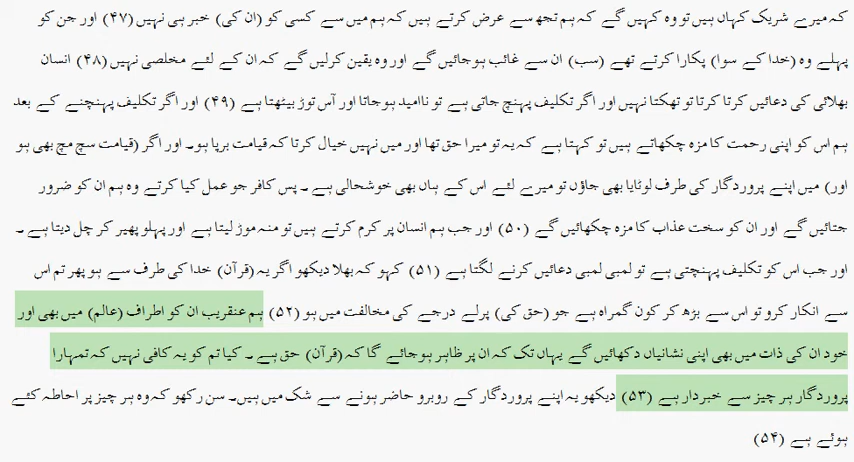 کہ میرے شریک کہاں ہیں تو وہ کہیں گے کہ ہم تجھ سے عرض کرتے ہیں کہ ہم میں سے کسی کو (ان کی) خبر ہی نہیں (۴۷) اور جن کو
پہلے وہ (خدا کے سوا) پکارا کرتے تھے (سب) ان سے غائب ہوجائیں گے اور وہ یقین کرلیں گے کہ ان کے لئے مخلصی نہیں (۴۸) انسان
بھلائی کی دعائیں کرتا کرتا تو تھکتا نہیں اور اگر تکلیف پہنچ جاتی ہے تو ناامید ہوجاتا اور آس توڑ بیٹھتا ہے (۴۹) اور اگر تکلیف پہنچنے کے بعد
ہم اس کو اپنی رحمت کا مزہ چکھاتے ہیں تو کہتا ہے کہ یہ تو میرا حق تھا اور میں نہیں خیال کرتا کہ قیامت برپا ہو۔ اور اگر (قیامت سچ مچ بھی ہو
اور) میں اپنے پروردگار کی طرف لوٹایا بھی جاؤں تو میرے لئے اس کے ہاں بھی خوشحالی ہے۔ پس کافر جو عمل کیا کرتے وہ ہم ان کو ضرور
جتائیں گے اور ان کو سخت عذاب کا مزہ چکھائیں گے (۵۰) اور جب ہم انسان پر کرم کرتے ہیں تو منہ موڑ لیتا ہے اور پہلو پھیر کر چل دیتا ہے۔
اور جب اس کو تکلیف پہنچتی ہے تو لمبی لمبی دعائیں کرنے لگتا ہے (۵۱) کہو کہ بھلا دیکھو اگر یہ (قرآن) خدا کی طرف سے ہو پھر تم اس
سے انکار کرو تو اس سے بڑھ کر کون گمراہ ہے جو (حق کی) پرلے درجے کی مخالفت میں ہو (۵۲) ہم عنقریب ان کو اطراف (عالم) میں بھی اور
خود ان کی ذات میں بھی اپنی نشانیاں دکھائیں گے یہاں تک کہ ان پر ظاہر ہوجائے گا کہ (قرآن) حق ہے۔ کیا تم کو یہ کافی نہیں کہ تمہارا
پروردگار ہر چیز سے خبردار ہے (۵۳) دیکھو یہ اپنے پروردگار کے روبرو حاضر ہونے سے شک میں ہیں۔ سن رکھو کہ وہ ہر چیز پر احاطہ کئے
ہوئے ہے (۵۴)